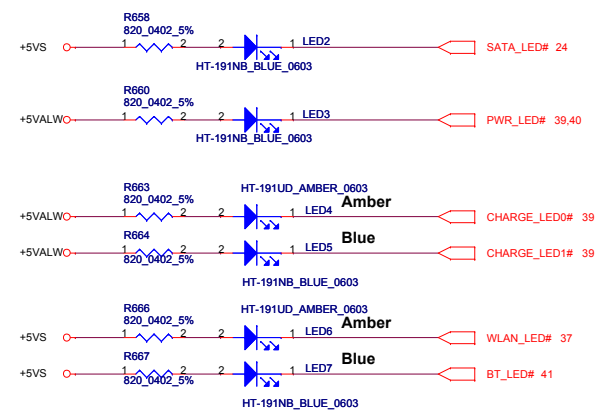 R658
820_0402_5%
+5VS 1 2 2 1 LED2 SATA_LED# 24
HT-191NB_BLUE_0603
R660
820_0402_5%
+5VALW 1 2 2 1 LED3 PWR_LED# 39,40
HT-191NB_BLUE_0603
R663 HT-191UD_AMBER_0603
820_0402_5% Amber
+5VALW 1 2 2 1 LED4 CHARGE_LED0# 39
R664 Blue
+5VALW 1 2 2 1 LED5 CHARGE_LED1# 39
820_0402_5%
HT-191NB_BLUE_0603
R666 HT-191UD_AMBER_0603
820_0402_5% Amber
+5VS 1 2 2 1 LED6 WLAN_LED# 37
R667 Blue
+5VS 1 2 2 1 LED7 BT_LED# 41
820_0402_5%
HT-191NB_BLUE_0603